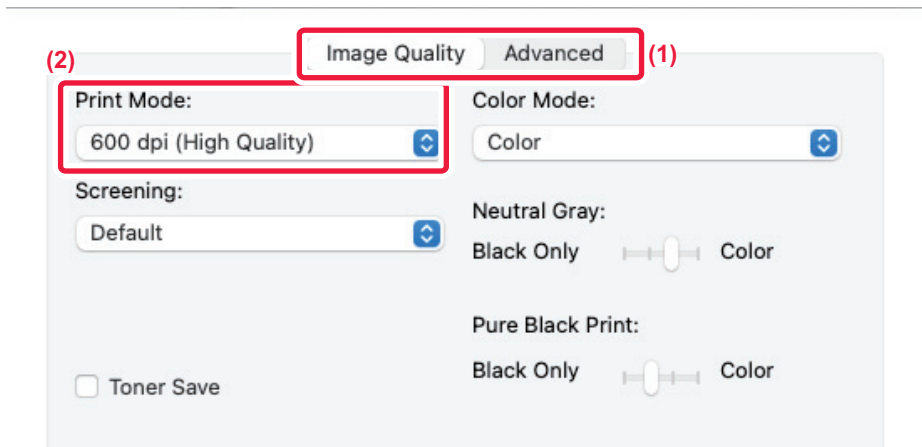 Image Quality Advanced (1)
(2)
Print Mode:
600 dpi (High Quality)
Screening:
Default
Toner Save
Color Mode:
Color
Neutral Gray:
Black Only Color
Pure Black Print:
Black Only Color